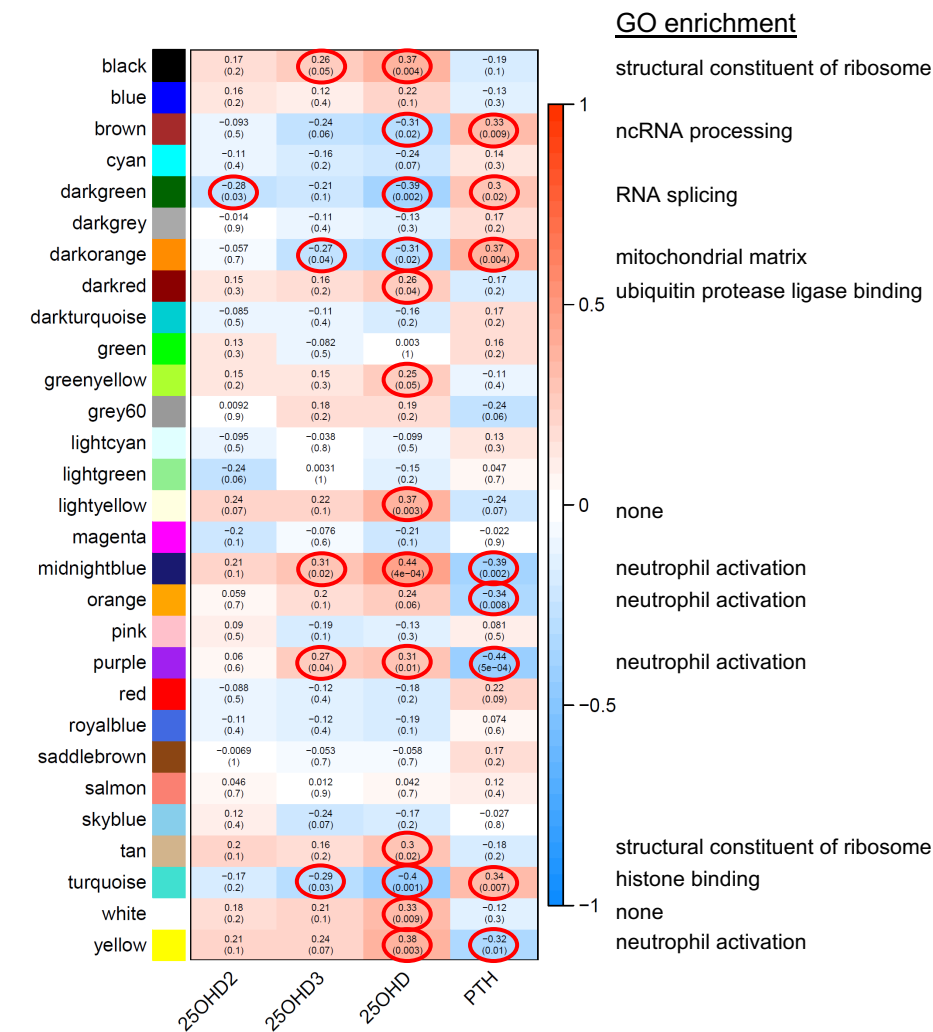 GO enrichment
black 0.17 0.26 0.37 −0.19 structural constituent of ribosome
(0.2) (0.05) (0.004) (0.1)
blue 0.16 0.12 0.22 −0.13
(0.2) (0.4) (0.1) (0.3)
1
brown −0.093 −0.24 −0.31 0.33 ncRNA processing
(0.5) (0.06) (0.02) (0.009)
cyan −0.11 −0.16 −0.24 0.14
(0.4) (0.2) (0.07) (0.3)
darkgreen −0.28 −0.21 −0.39 0.3 RNA splicing
(0.03) (0.1) (0.002) (0.02)
darkgrey −0.014 −0.11 −0.13 0.17
(0.9) (0.4) (0.3) (0.2)
darkorange −0.057 −0.27 −0.31 0.37 mitochondrial matrix
(0.7) (0.04) (0.02) (0.004)
darkred 0.15 0.16 0.26 −0.17 ubiquitin protease ligase binding
(0.3) (0.2) (0.04) (0.2)
0.5
darkturquoise −0.085 −0.11 −0.16 0.17
(0.5) (0.4) (0.2) (0.2)
green 0.13 −0.082 0.003 0.16
(0.3) (0.5) (1) (0.2)
greenyellow 0.15 0.15 0.25 −0.11
(0.2) (0.3) (0.05) (0.4)
grey60 0.0092 0.18 0.19 −0.24
(0.9) (0.2) (0.2) (0.06)
lightcyan −0.095 −0.038 −0.099 0.13
(0.5) (0.8) (0.5) (0.3)
lightgreen −0.24 0.0031 −0.15 0.047
(0.06) (1) (0.2) (0.7)
lightyellow 0.24 0.22 0.37 −0.24 0 none
(0.07) (0.1) (0.003) (0.07)
magenta −0.2 −0.076 −0.21 −0.022
(0.1) (0.6) (0.1) (0.9)
midnightblue 0.21 0.31 0.44 −0.39 neutrophil activation
(0.1) (0.02) (4e−04) (0.002)
orange 0.059 0.2 0.24 −0.34 neutrophil activation
(0.7) (0.1) (0.06) (0.008)
pink 0.09 −0.19 −0.13 0.081
(0.5) (0.1) (0.3) (0.5)
purple 0.06 0.27 0.31 −0.44 neutrophil activation
(0.6) (0.04) (0.01) (5e−04)
red −0.088 −0.12 −0.18 0.22
(0.5) (0.4) (0.2) (0.09)
−0.5
royalblue −0.11 −0.12 −0.19 0.074
(0.4) (0.4) (0.1) (0.6)
saddlebrown −0.0069 −0.053 −0.058 0.17
(1) (0.7) (0.7) (0.2)
salmon 0.046 0.012 0.042 0.12
(0.7) (0.9) (0.7) (0.4)
skyblue 0.12 −0.24 −0.17 −0.027
(0.4) (0.07) (0.2) (0.8)
tan 0.2 0.16 0.3 −0.18 structural constituent of ribosome
(0.1) (0.2) (0.02) (0.2)
turquoise −0.17 −0.29 −0.4 0.34 histone binding
(0.2) (0.03) (0.001) (0.007)
−1
white 0.18 0.21 0.33 −0.12 none
(0.2) (0.1) (0.009) (0.3)
yellow 0.21 0.24 0.38 −0.32 neutrophil activation
(0.1) (0.07) (0.003) (0.01)
25OHD2 25OHD3 25OHD PTH